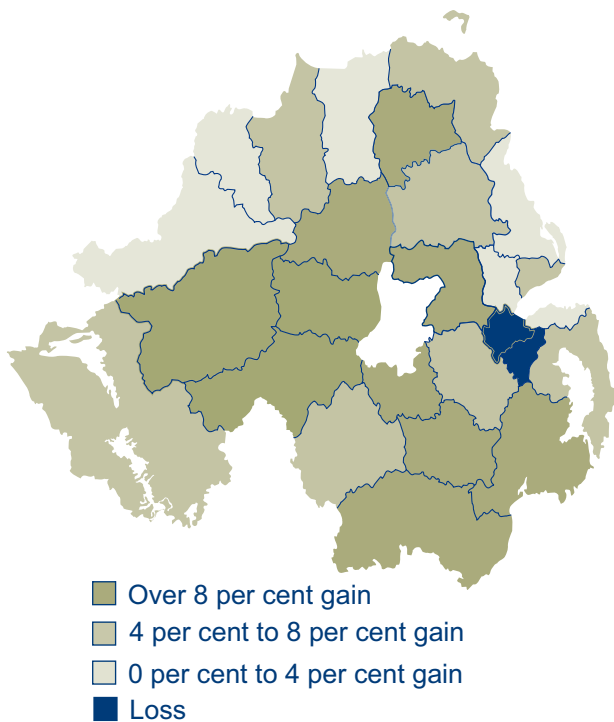 Over 8 per cent gain
4 per cent to 8 per cent gain
0 per cent to 4 per cent gain
Loss